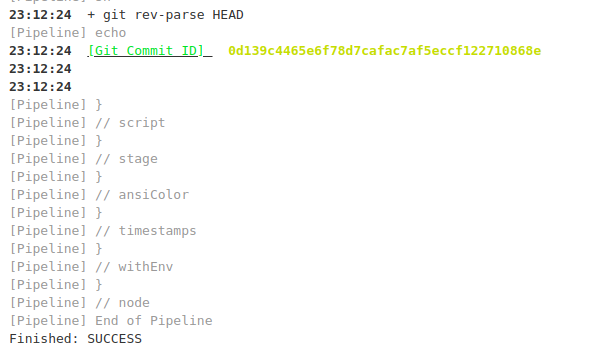 23:12:24  + git rev-parse HEAD
[Pipeline] echo
23:12:24  [Git Commit ID]   0d139c4465e6f78d7cafac7af5eccf122710868e
23:12:24
23:12:24
[Pipeline] }
[Pipeline] // script
[Pipeline] }
[Pipeline] // stage
[Pipeline] }
[Pipeline] // ansiColor
[Pipeline] }
[Pipeline] // timestamps
[Pipeline] }
[Pipeline] // withEnv
[Pipeline] }
[Pipeline] // node
[Pipeline] End of Pipeline
Finished: SUCCESS